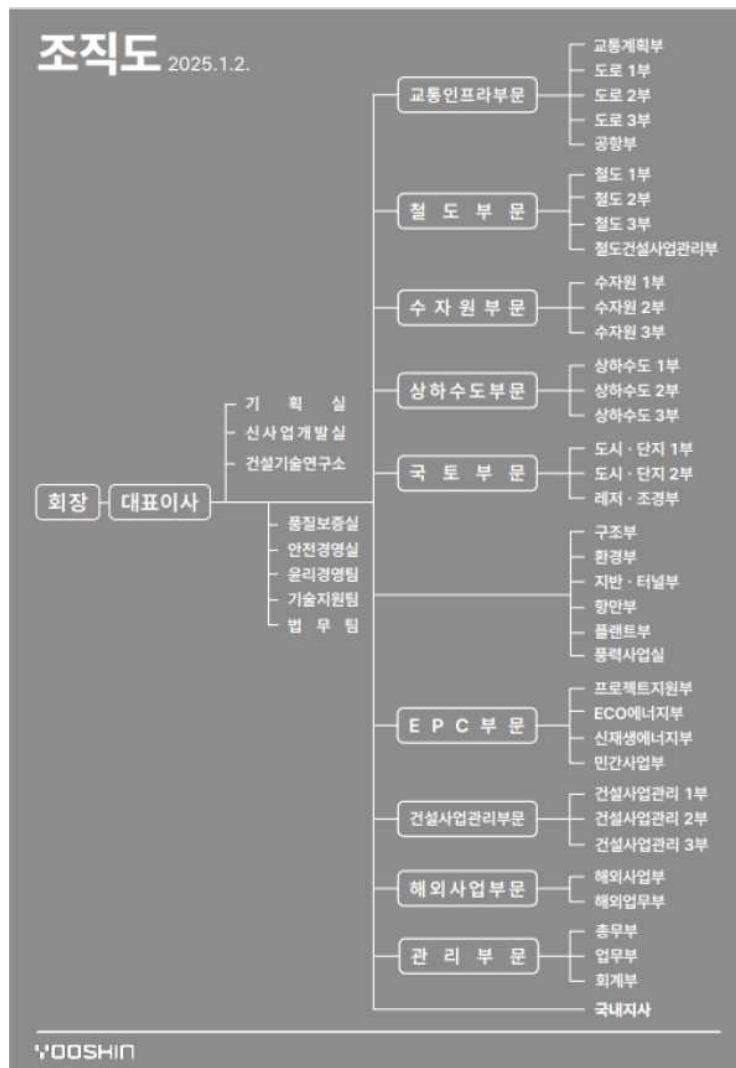 조직도 2025.1.2.
교통인프라부문
교통계획부
도로 1부
도로 2부
도로 3부
공항부
철도부문
철도 1부
철도 2부
철도 3부
철도건설사업관리부
수자원부문
수자원 1부
수자원 2부
수자원 3부
상하수도부문
상하수도 1부
상하수도 2부
상하수도 3부
국토부문
도시 · 단지 1부
도시 · 단지 2부
레저 · 조경부
회장
대표이사
기획실
신사업개발실
건설기술연구소
품질보증실
안전경영실
윤리경영팀
기술지원팀
법무팀
구조부
환경부
지반 · 터널부
항만부
플랜트부
풍력사업실
EPC부문
프로젝트지원부
ECO에너지부
신재생에너지부
민간사업부
건설사업관리부문
건설사업관리 1부
건설사업관리 2부
건설사업관리 3부
해외사업부문
해외사업부
해외업무부
관리부문
총무부
업무부
회계부
국내지사
YOOSHIN